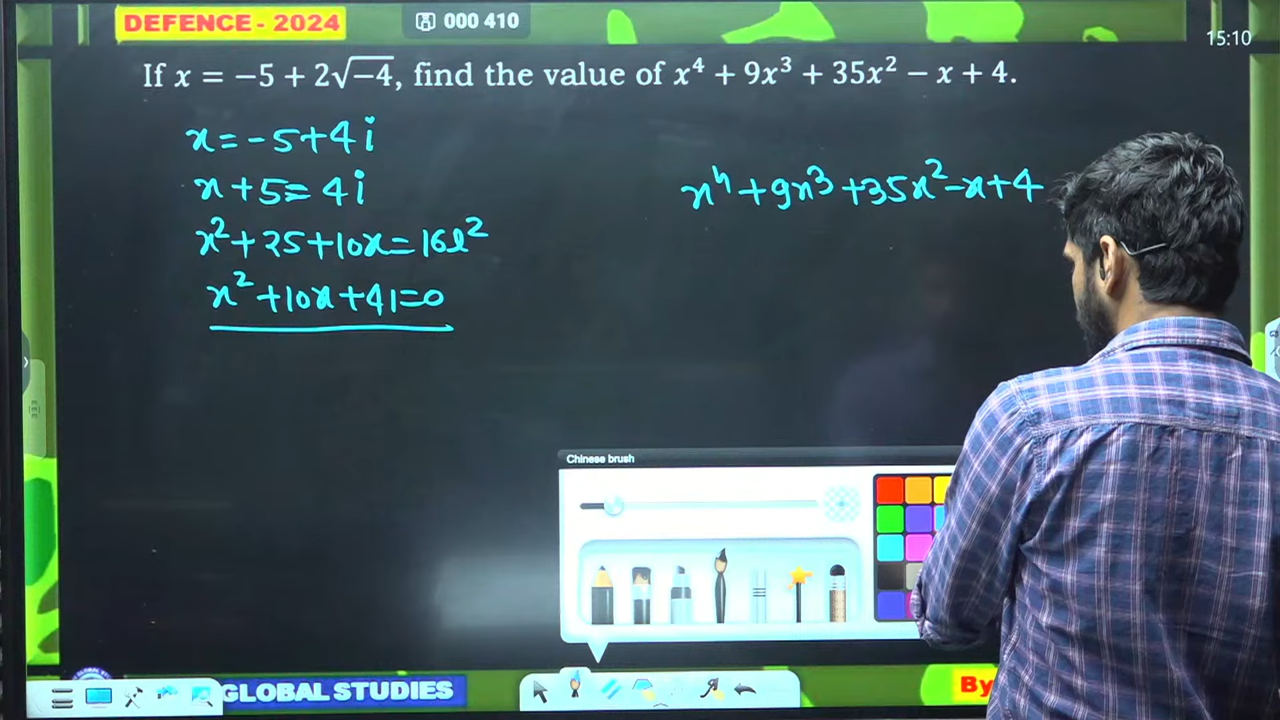 DEFENCE - 2024
000 410
15:10
If x = −5 + 2√−4, find the value of x⁴ + 9x³ + 35x² − x + 4.
x = -5+4i
x+5= 4i
x²+25+10x=16i²
x²+10x+41=0
x⁴+9x³+35x²-x+4
Chinese brush
GLOBAL STUDIES
By